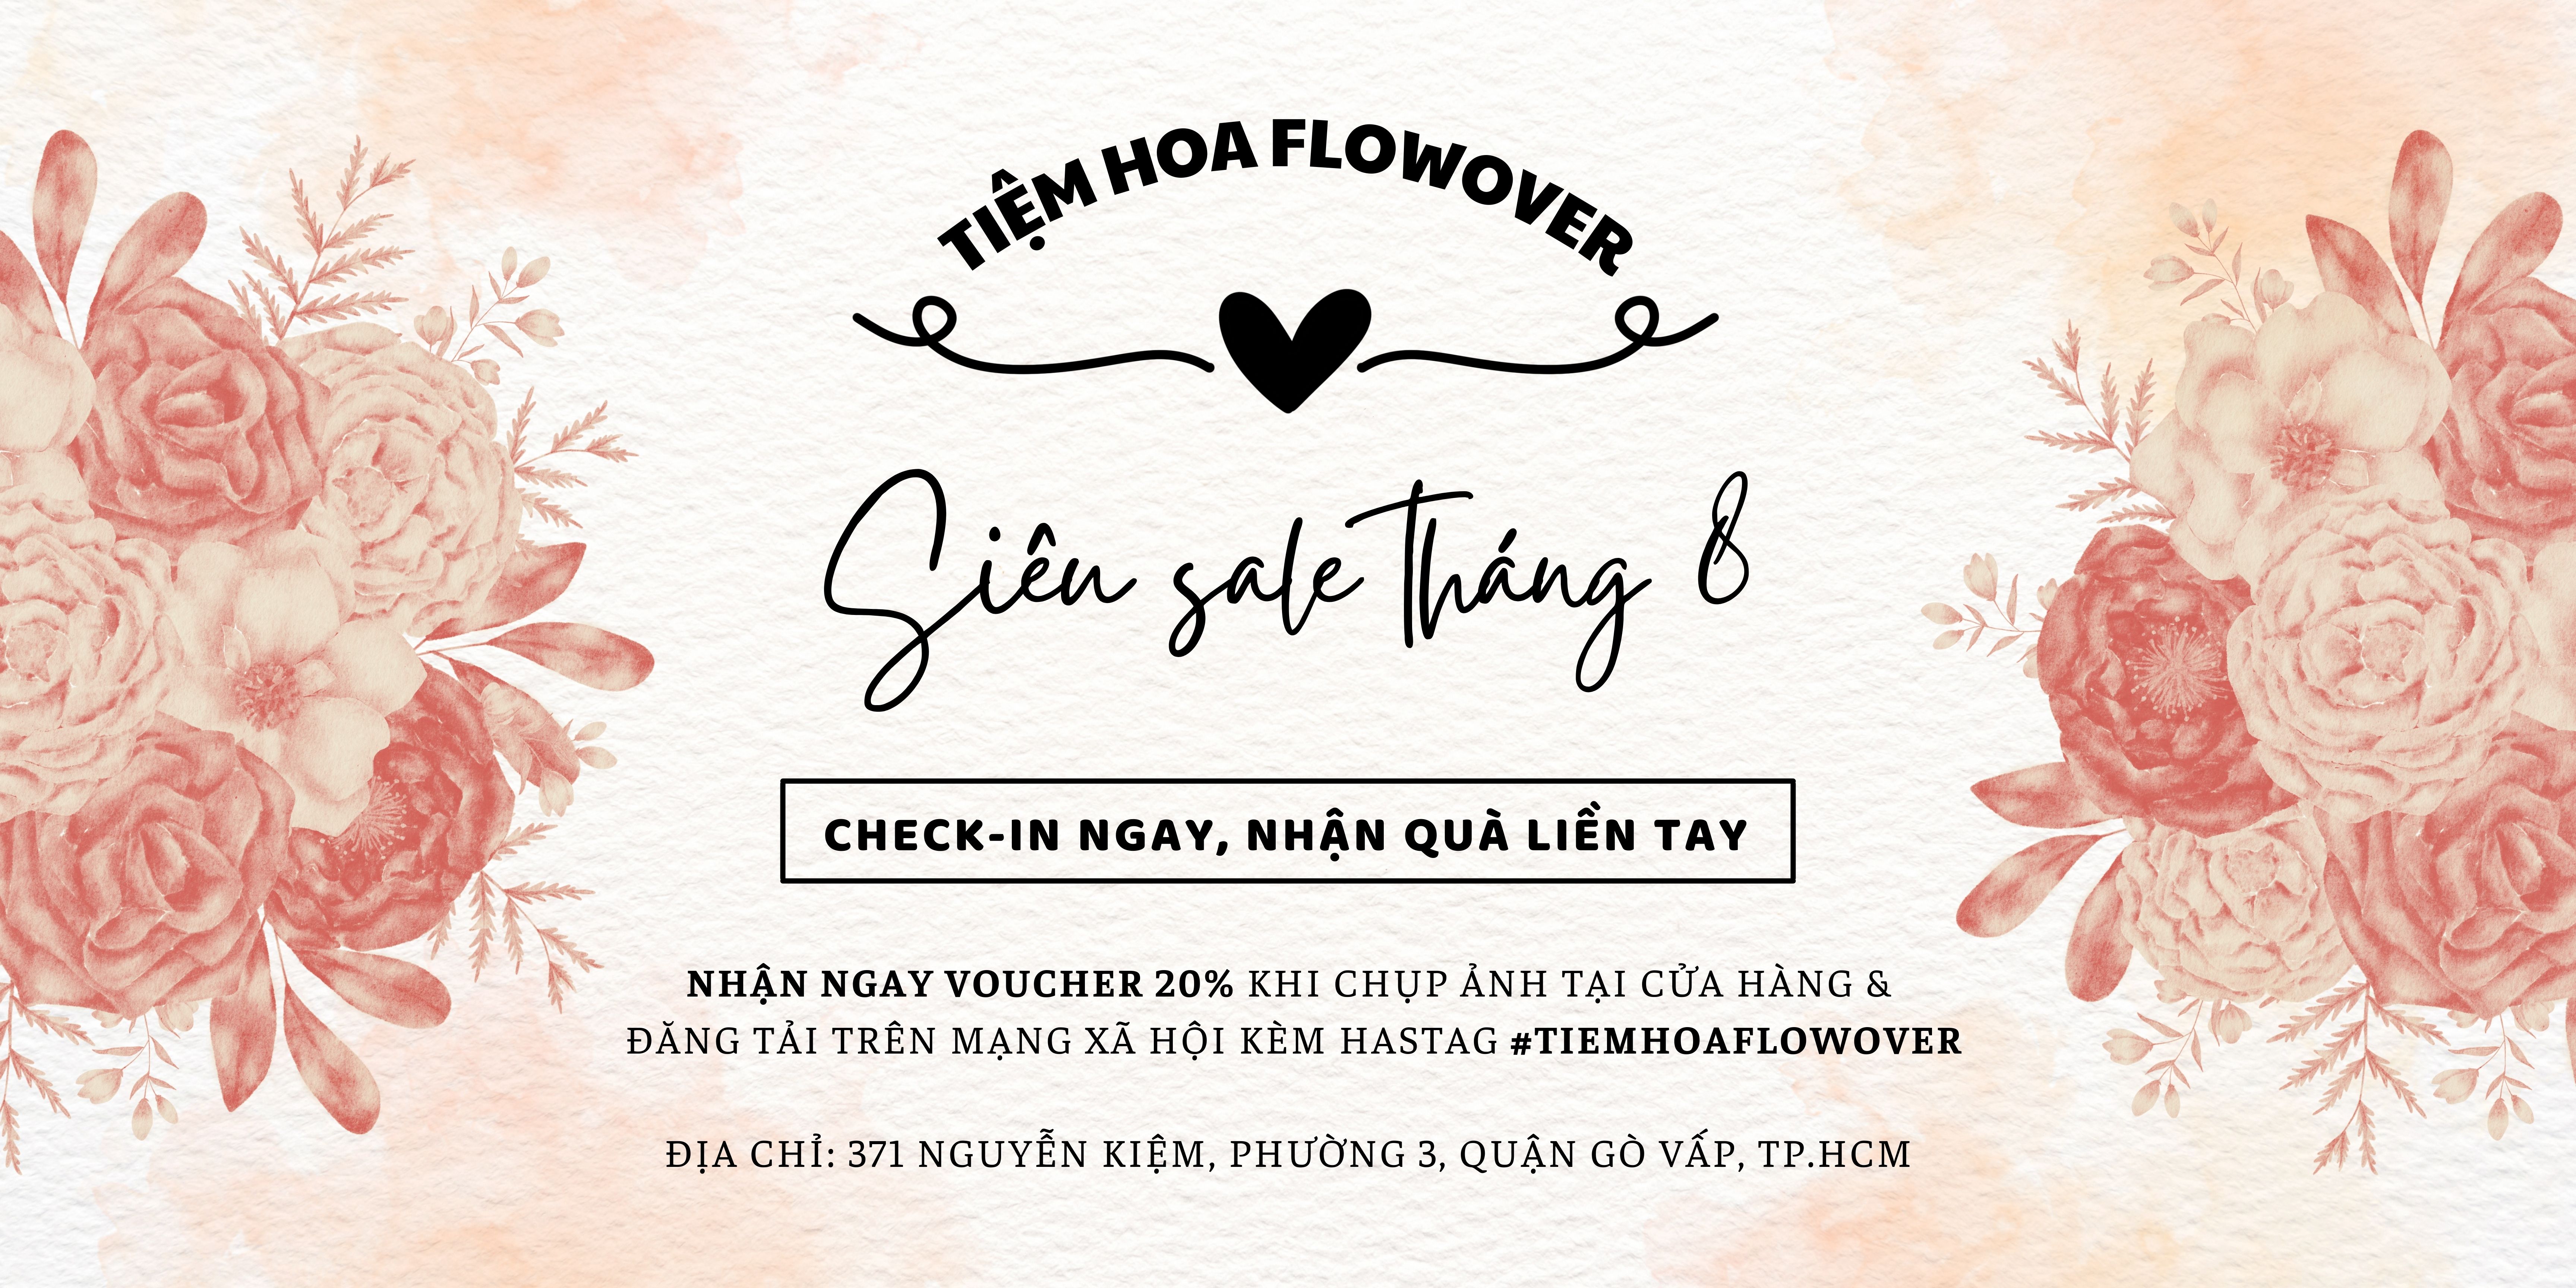 TIỆM HOA FLOWOVER
Siêu sale tháng 8
CHECK-IN NGAY, NHẬN QUÀ LIỀN TAY
NHẬN NGAY VOUCHER 20% KHI CHỤP ẢNH TẠI CỬA HÀNG &
ĐĂNG TẢI TRÊN MẠNG XÃ HỘI KÈM HASTAG #TIEMHOAFLOWOVER
ĐỊA CHỈ: 371 NGUYỄN KIỆM, PHƯỜNG 3, QUẬN GÒ VẤP, TP.HCM